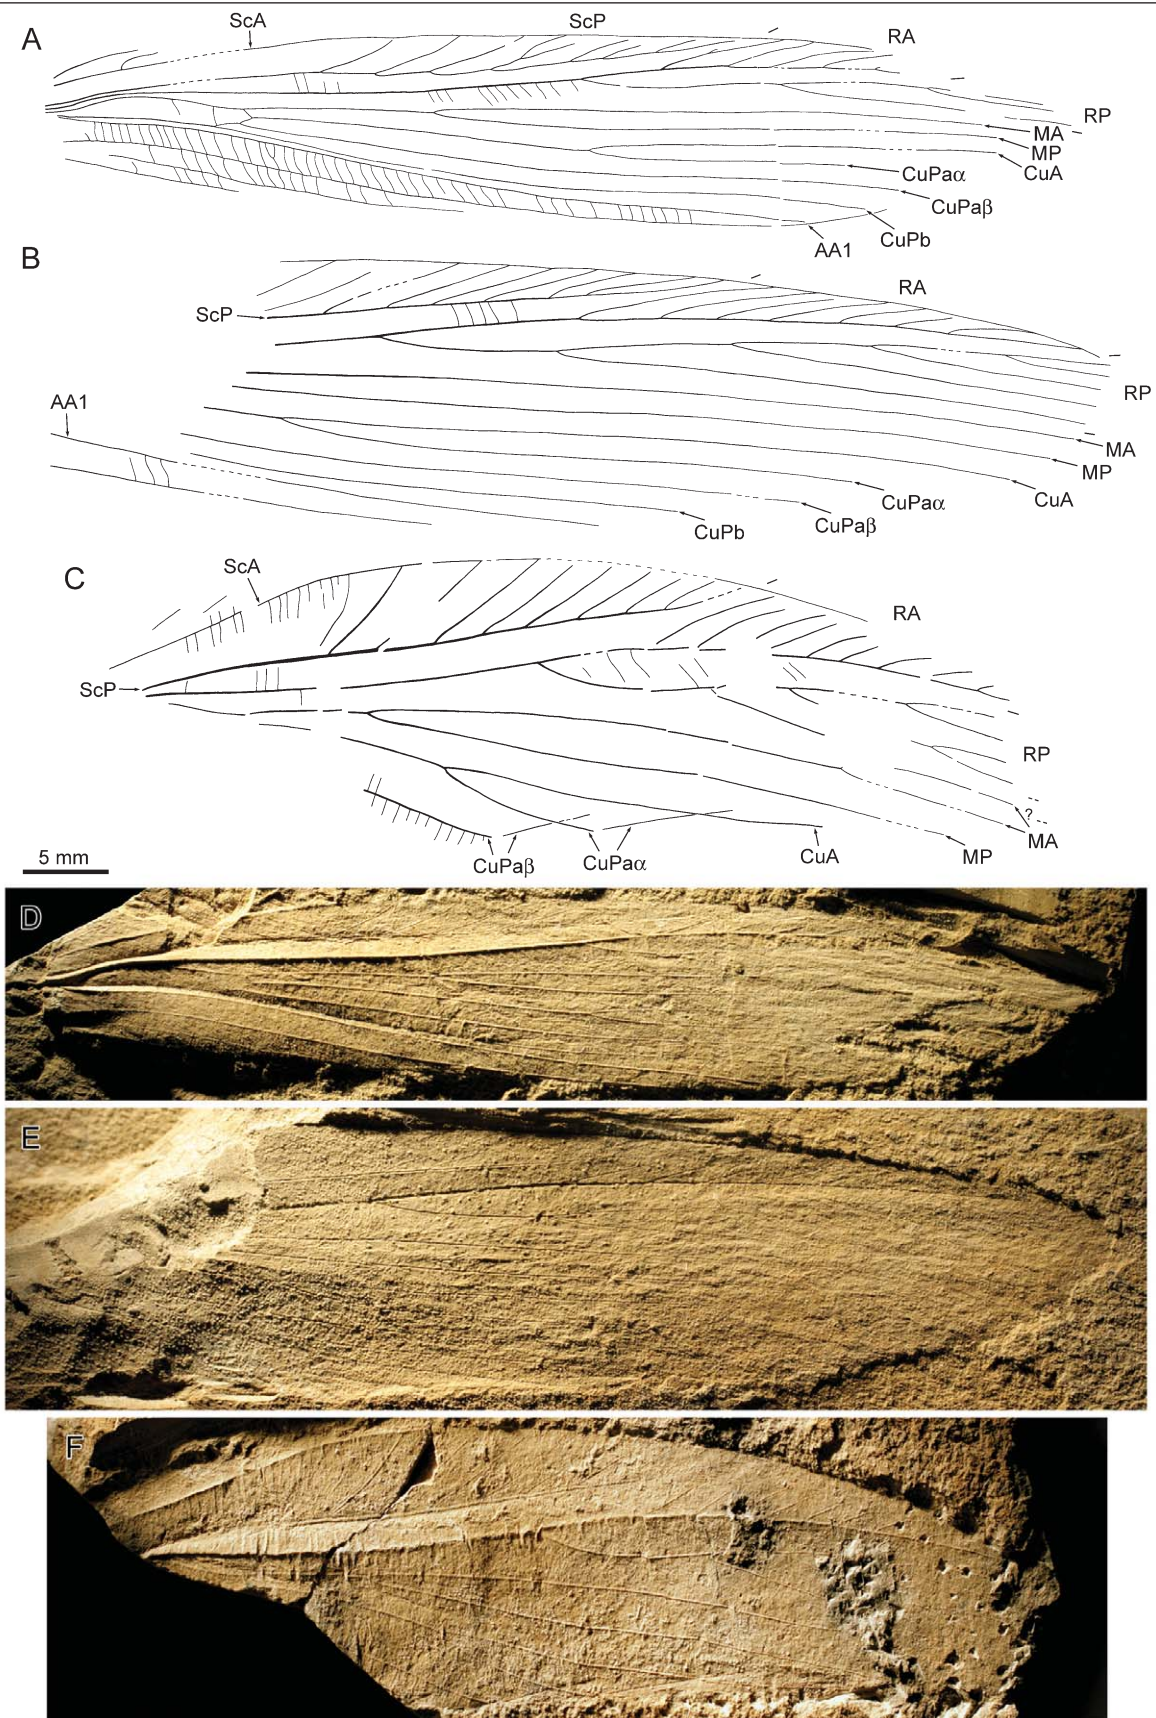 A
ScA
ScP
RA
RP
MA
MP
CuA
CuPaα
CuPaβ
CuPb
AA1
B
RA
ScP
RP
AA1
MA
MP
CuA
CuPaα
CuPaβ
CuPb
C
ScA
RA
ScP
RP
?
MA
MP
CuA
CuPaα
CuPaβ
5 mm
D
E
F